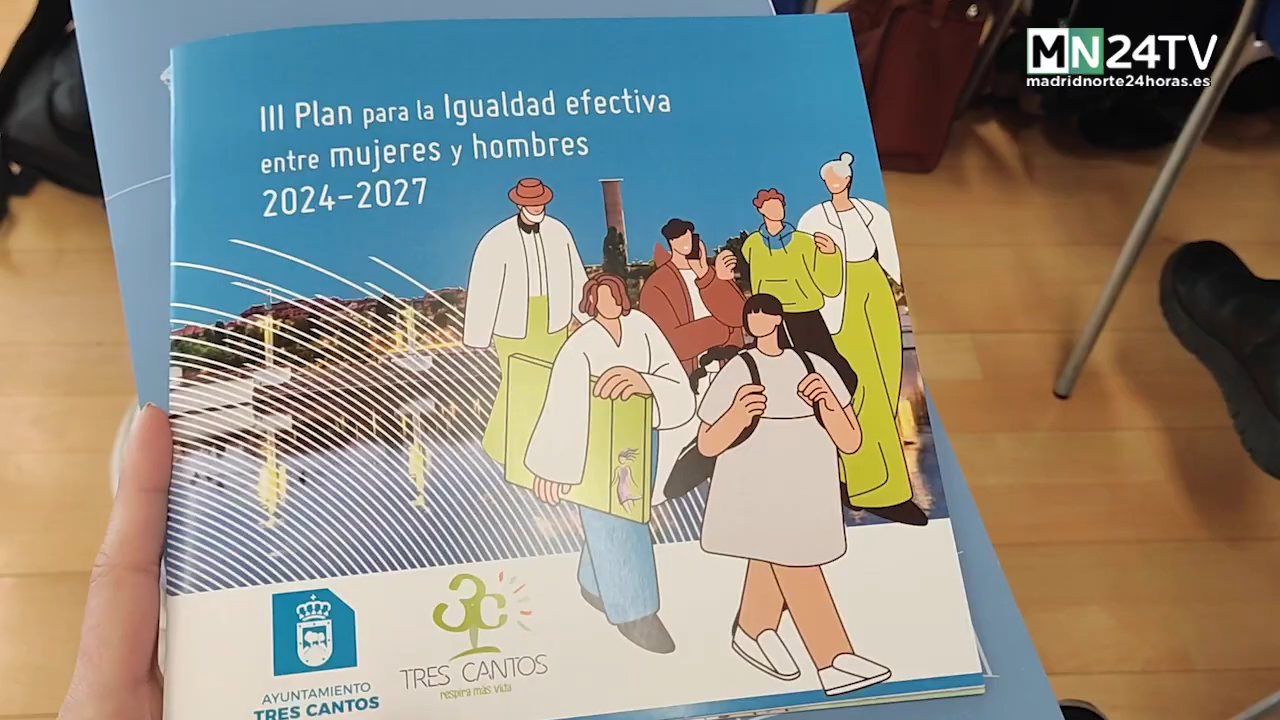 MN24TV
madridnorte24horas.es
III Plan para la Igualdad efectiva
entre mujeres y hombres
2024-2027
3c
TRES CANTOS
respira más vida
AYUNTAMIENTO
TRES CANTOS